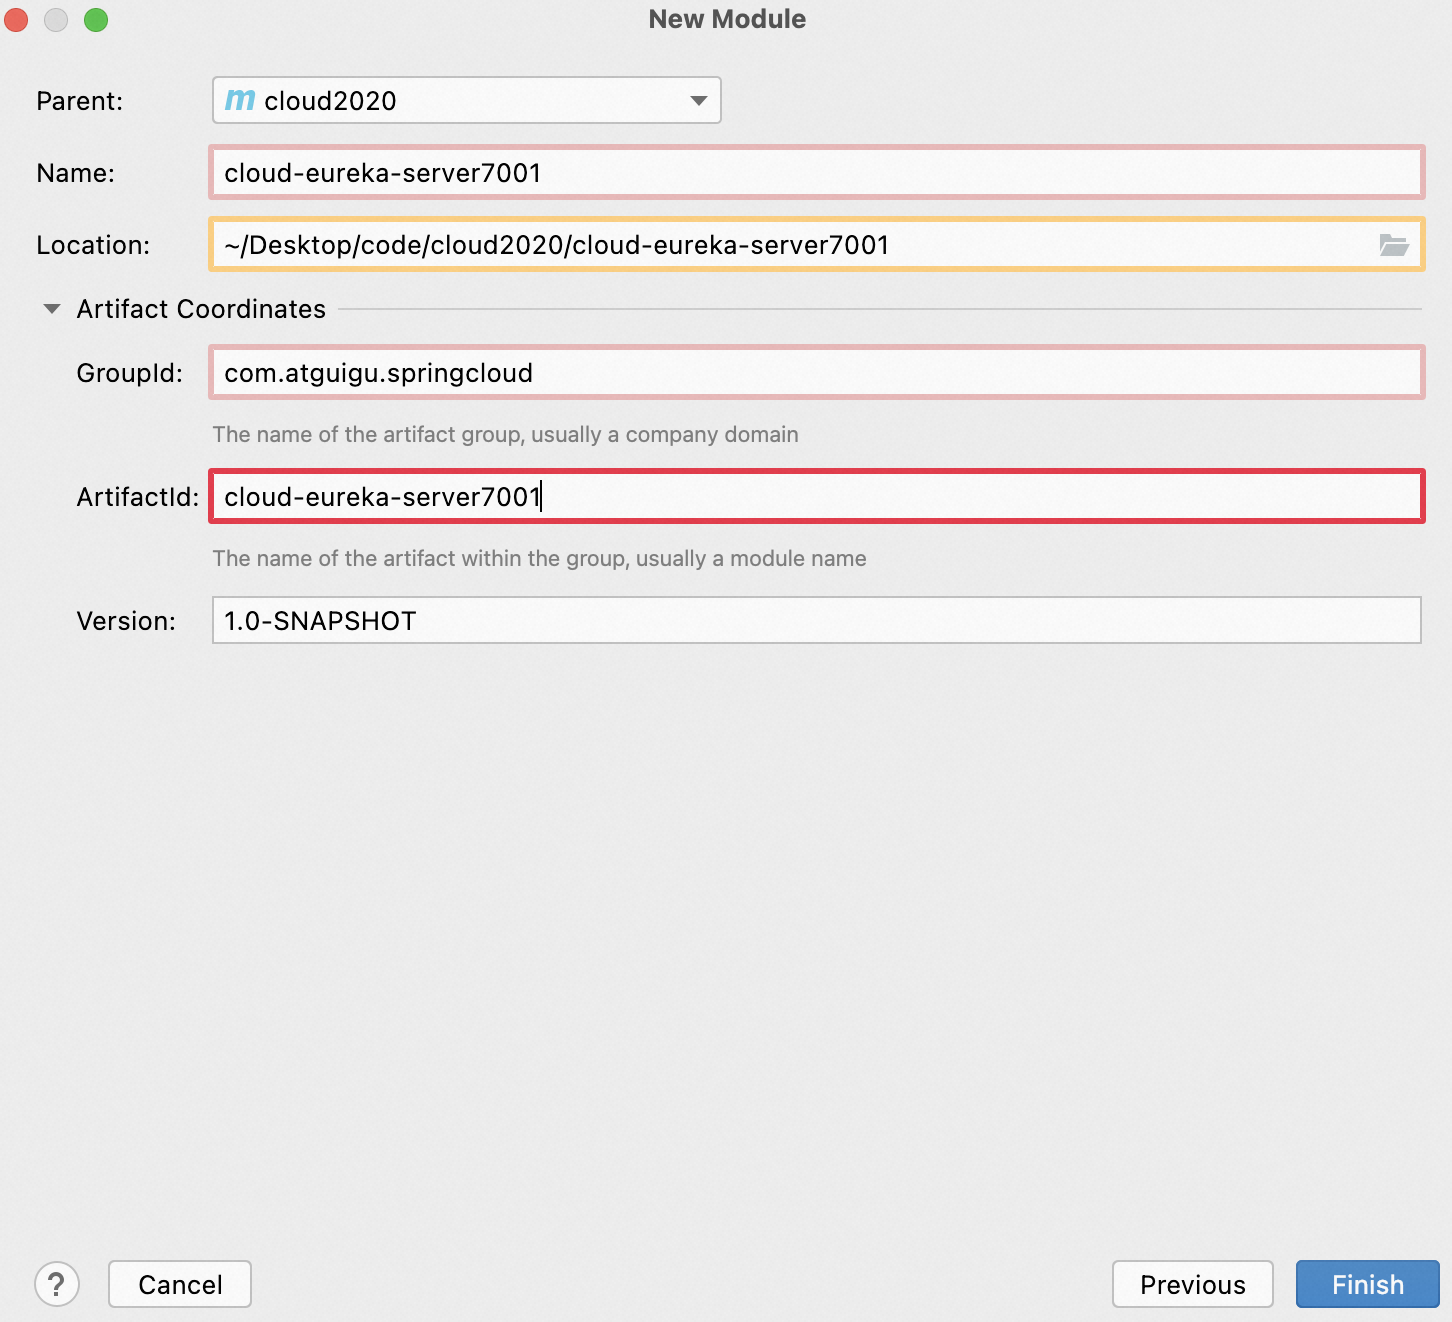 New Module
Parent: m cloud2020
Name: cloud-eureka-server7001
Location: ~/Desktop/code/cloud2020/cloud-eureka-server7001
Artifact Coordinates
GroupId: com.atguigu.springcloud
The name of the artifact group, usually a company domain
ArtifactId: cloud-eureka-server7001
The name of the artifact within the group, usually a module name
Version: 1.0-SNAPSHOT
? Cancel Previous Finish